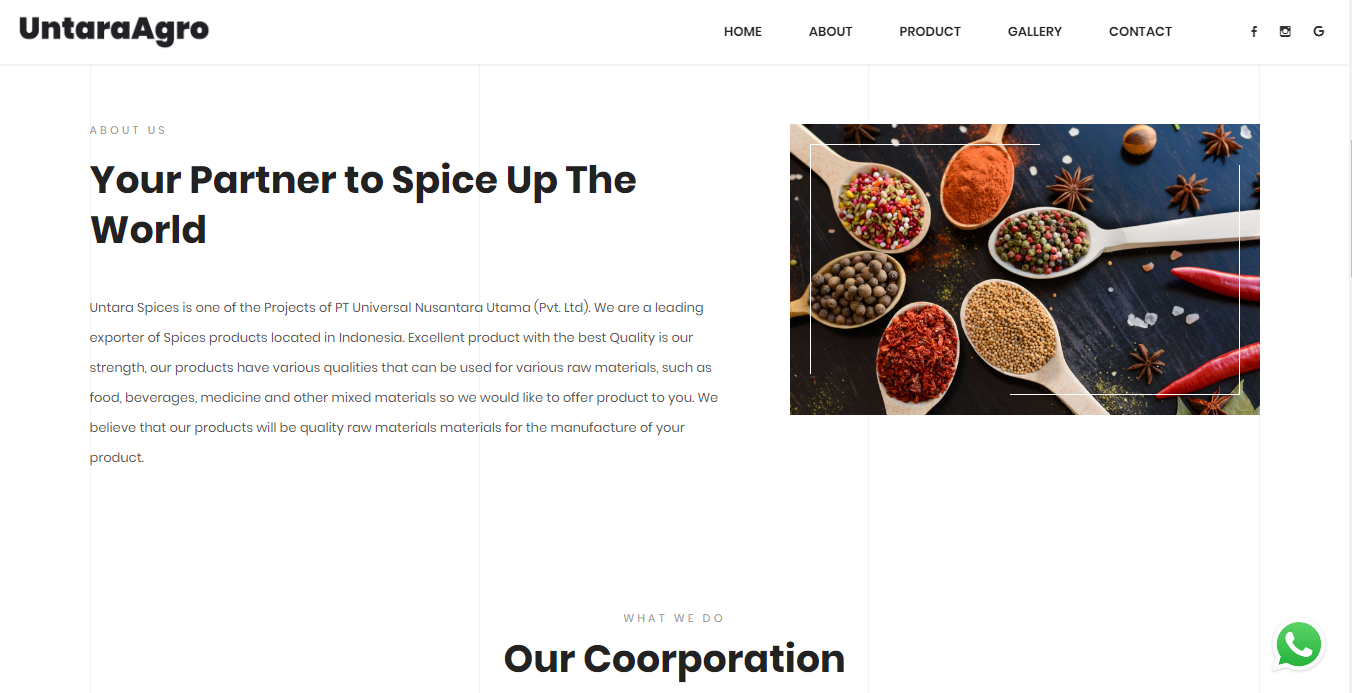 UntaraAgro
HOME ABOUT PRODUCT GALLERY CONTACT
ABOUT US
Your Partner to Spice Up The
World
Untara Spices is one of the Projects of PT Universal Nusantara Utama (Pvt. Ltd). We are a leading
exporter of Spices products located in Indonesia. Excellent product with the best Quality is our
strength, our products have various qualities that can be used for various raw materials, such as
food, beverages, medicine and other mixed materials so we would like to offer product to you. We
believe that our products will be quality raw materials materials for the manufacture of your
product.
WHAT WE DO
Our Coorporation